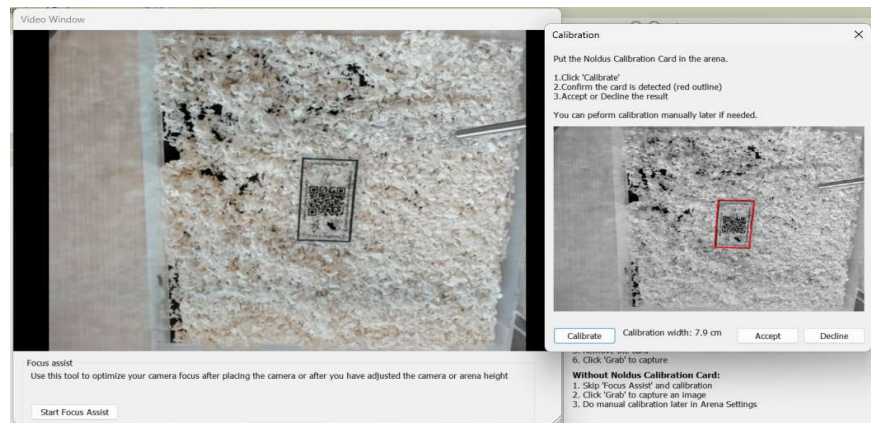 Video Window
Focus assist
Use this tool to optimize your camera focus after placing the camera or after you have adjusted the camera or arena height
Start Focus Assist
Calibration
Put the Noldus Calibration Card in the arena.
1.Click 'Calibrate'
2.Confirm the card is detected (red outline)
3.Accept or Decline the result
You can peform calibration manually later if needed.
Calibrate
Calibration width: 7.9 cm
Accept
Decline
6. Click 'Grab' to capture
Without Noldus Calibration Card:
1. Skip 'Focus Assist' and calibration
2. Click 'Grab' to capture an image
3. Do manual calibration later in Arena Settings